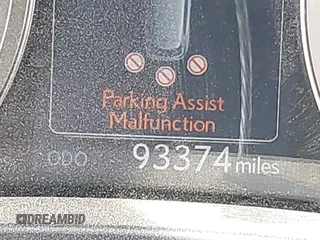 Parking Assist
Malfunction
ODO 93374 miles
DREAMBID